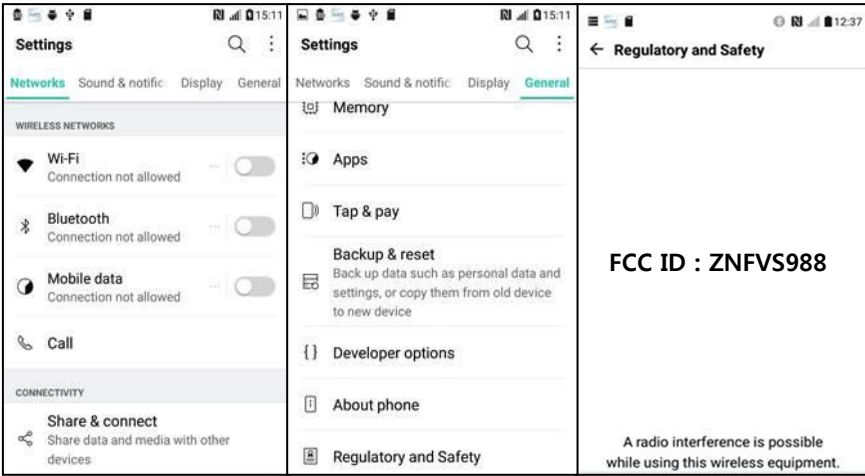 15:11
Settings
Networks Sound & notific Display General
WIRELESS NETWORKS
Wi-Fi
Connection not allowed
Bluetooth
Connection not allowed
Mobile data
Connection not allowed
Call
CONNECTIVITY
Share & connect
Share data and media with other
devices
15:11
Settings
Networks Sound & notific Display General
Memory
Apps
Tap & pay
Backup & reset
Back up data such as personal data and
settings, or copy them from old device
to new device
{ } Developer options
About phone
Regulatory and Safety
12:37
Regulatory and Safety
FCC ID : ZNFVS988
A radio interference is possible
while using this wireless equipment.